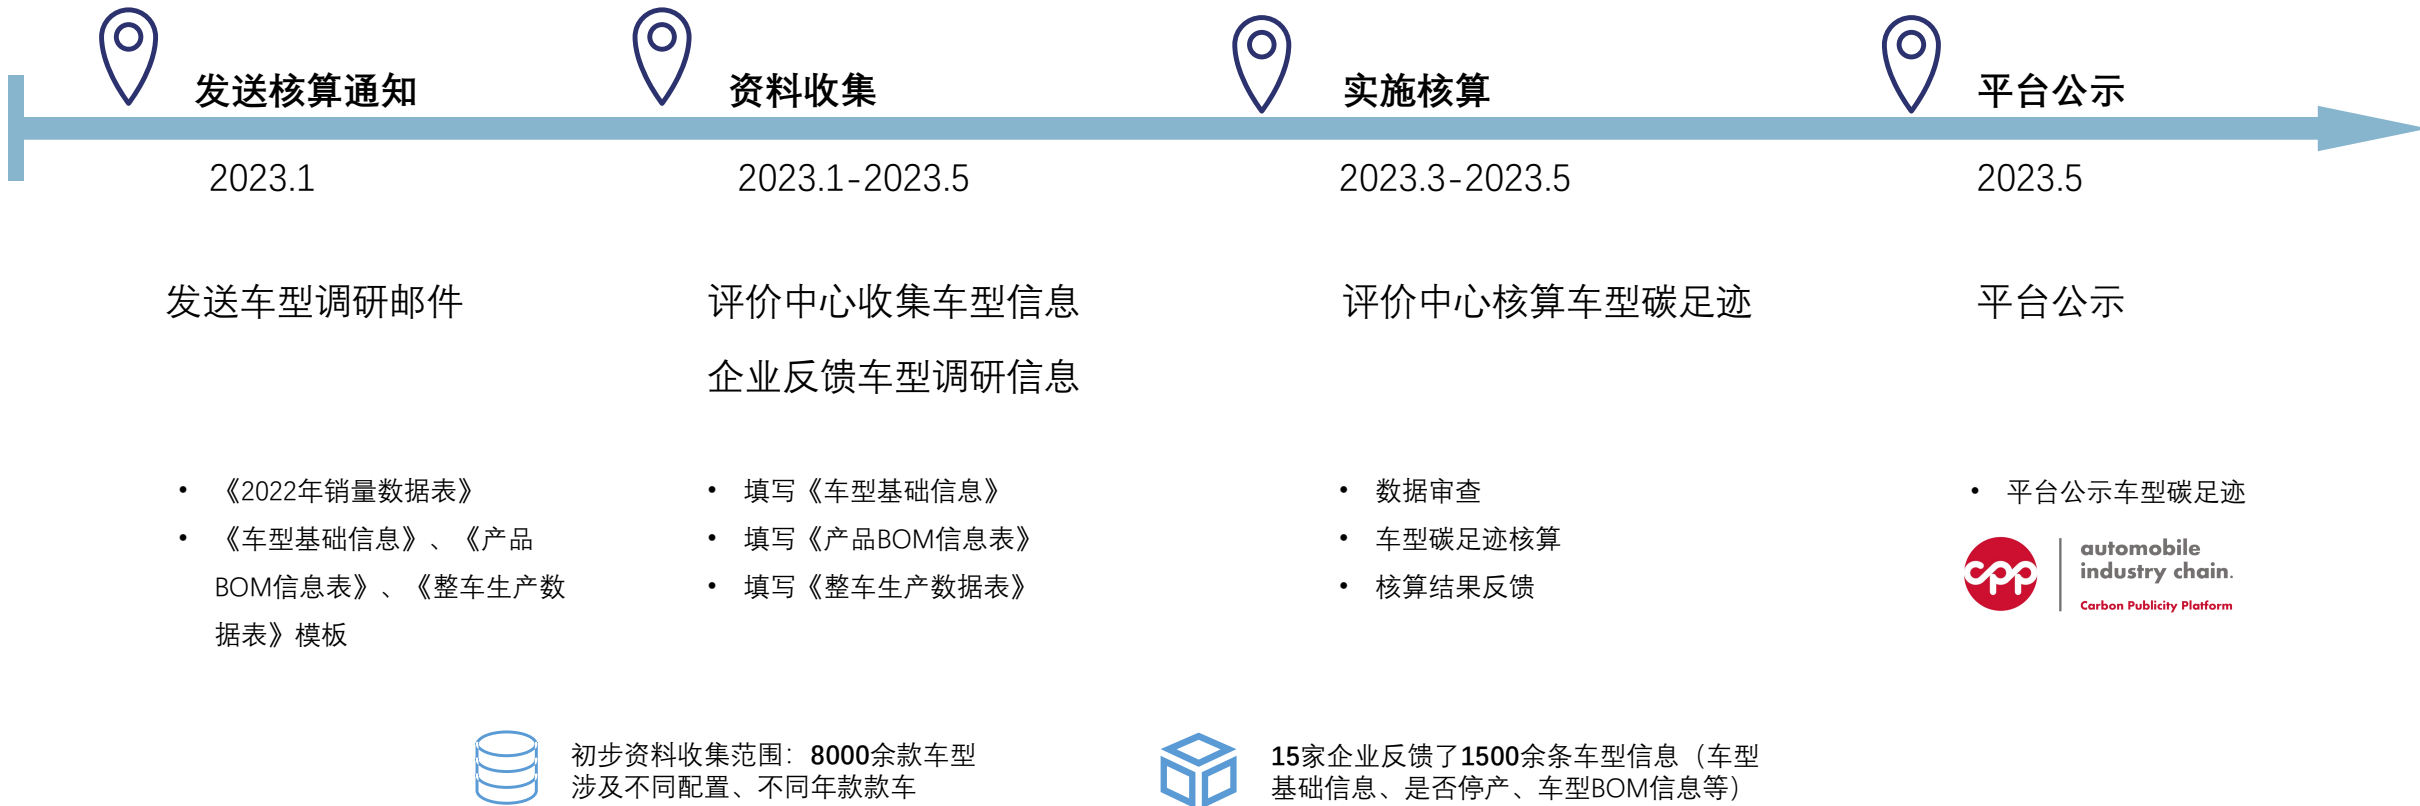 发送核算通知
资料收集
实施核算
平台公示
2023.1
2023.1-2023.5
2023.3-2023.5
2023.5
发送车型调研邮件
评价中心收集车型信息
企业反馈车型调研信息
评价中心核算车型碳足迹
平台公示
• 《2022年销量数据表》
• 《车型基础信息》、《产品
BOM信息表》、《整车生产数
据表》模板
• 填写《车型基础信息》
• 填写《产品BOM信息表》
• 填写《整车生产数据表》
• 数据审查
• 车型碳足迹核算
• 核算结果反馈
• 平台公示车型碳足迹
cpp
automobile
industry chain.
Carbon Publicity Platform
初步资料收集范围：8000余款车型
涉及不同配置、不同年款款车
15家企业反馈了1500余条车型信息（车型
基础信息、是否停产、车型BOM信息等）